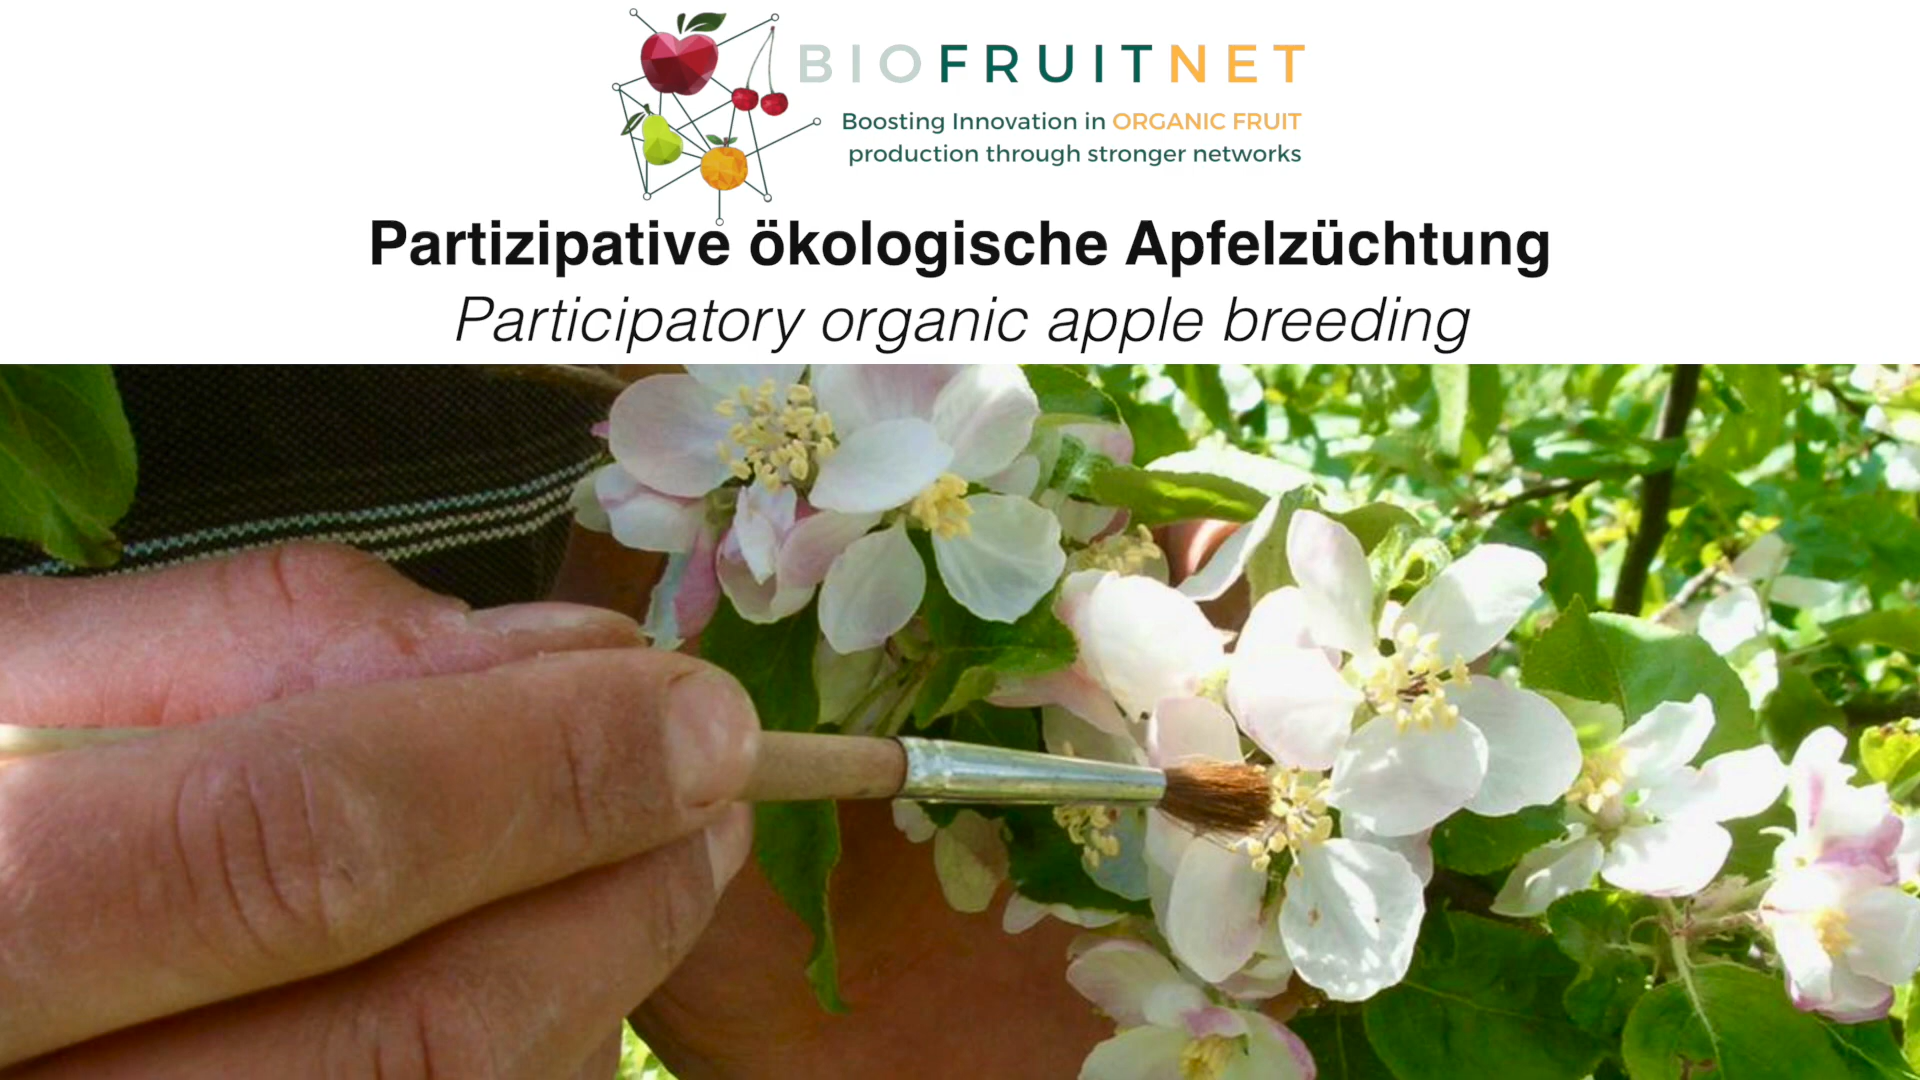 BIOFRUITNET
Boosting Innovation in ORGANIC FRUIT
production through stronger networks
Partizipative ökologische Apfelzüchtung
Participatory organic apple breeding